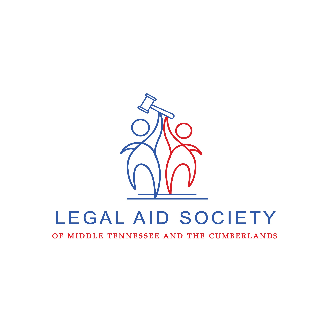 LEGAL AID SOCIETY
OF MIDDLE TENNESSEE AND THE CUMBERLANDS